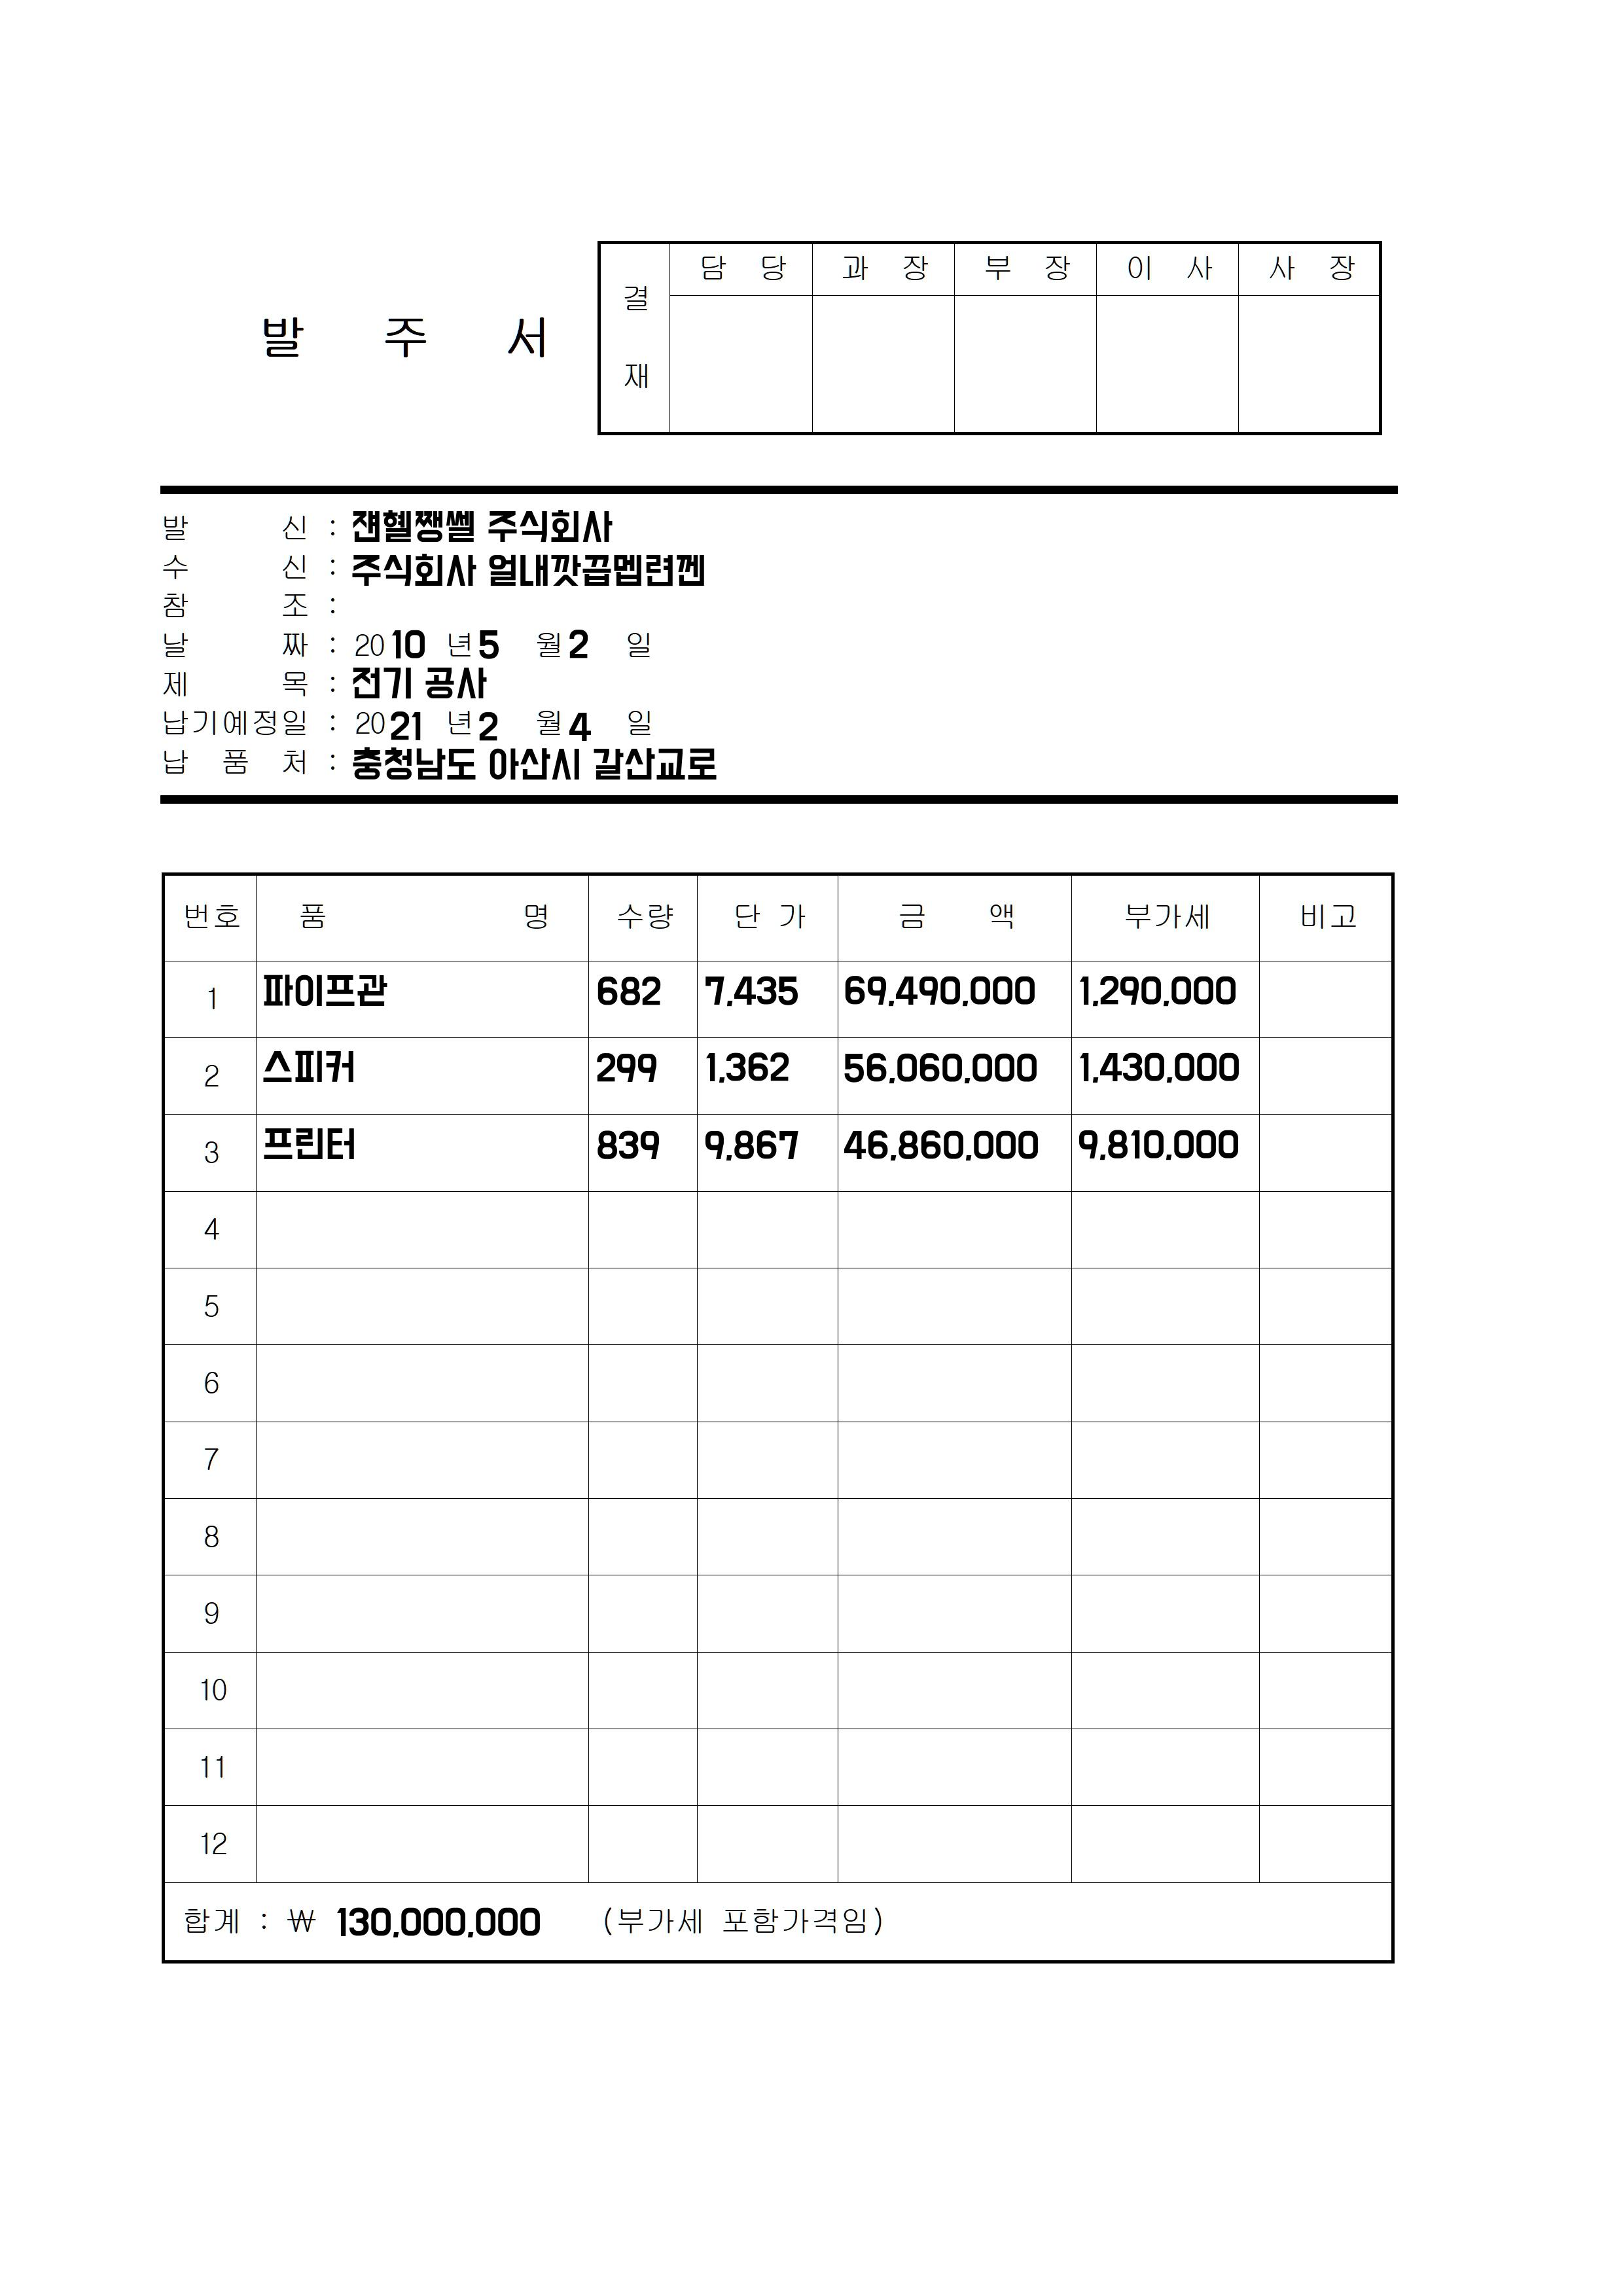 담 당 과 장 부 장 이 사 사 장
결
재
발 주 서
발 신 : 쟨혤쨍쎌 주식회사
수 신 : 주식회사 얼내깟끕멥련껜
참 조 :
날 짜 : 2010 년 5 월 2 일
제 목 : 전기 공사
납기예정일 : 2021 년 2 월 4 일
납 품 처 : 충청남도 아산시 갈산교로
번호 품 명 수량 단 가 금 액 부가세 비고
1 파이프관 682 7,435 69,490,000 1,290,000
2 스피커 299 1,362 56,060,000 1,430,000
3 프린터 839 9,867 46,860,000 9,810,000
4
5
6
7
8
9
10
11
12
합계 : ₩ 130,000,000 (부가세 포함가격임)